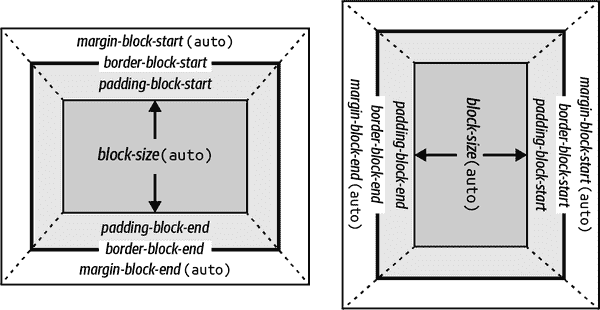 margin-block-start (auto)
border-block-start
padding-block-start
block-size (auto)
padding-block-end
border-block-end
margin-block-end (auto)
margin-block-start (auto)
border-block-start
padding-block-start
block-size (auto)
padding-block-end
border-block-end
margin-block-end (auto)